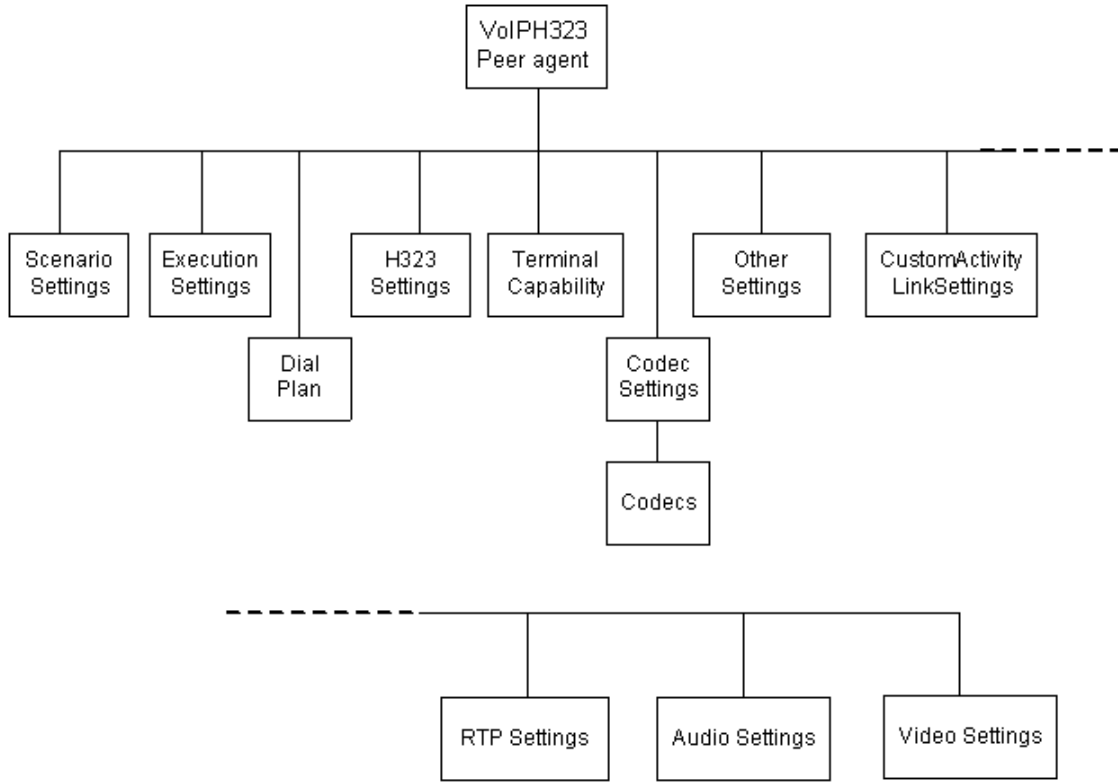 VoIPH323
Peer agent
Scenario
Settings
Execution
Settings
H323
Settings
Terminal
Capability
Other
Settings
CustomActivity
LinkSettings
Dial
Plan
Codec
Settings
Codecs
RTP Settings
Audio Settings
Video Settings